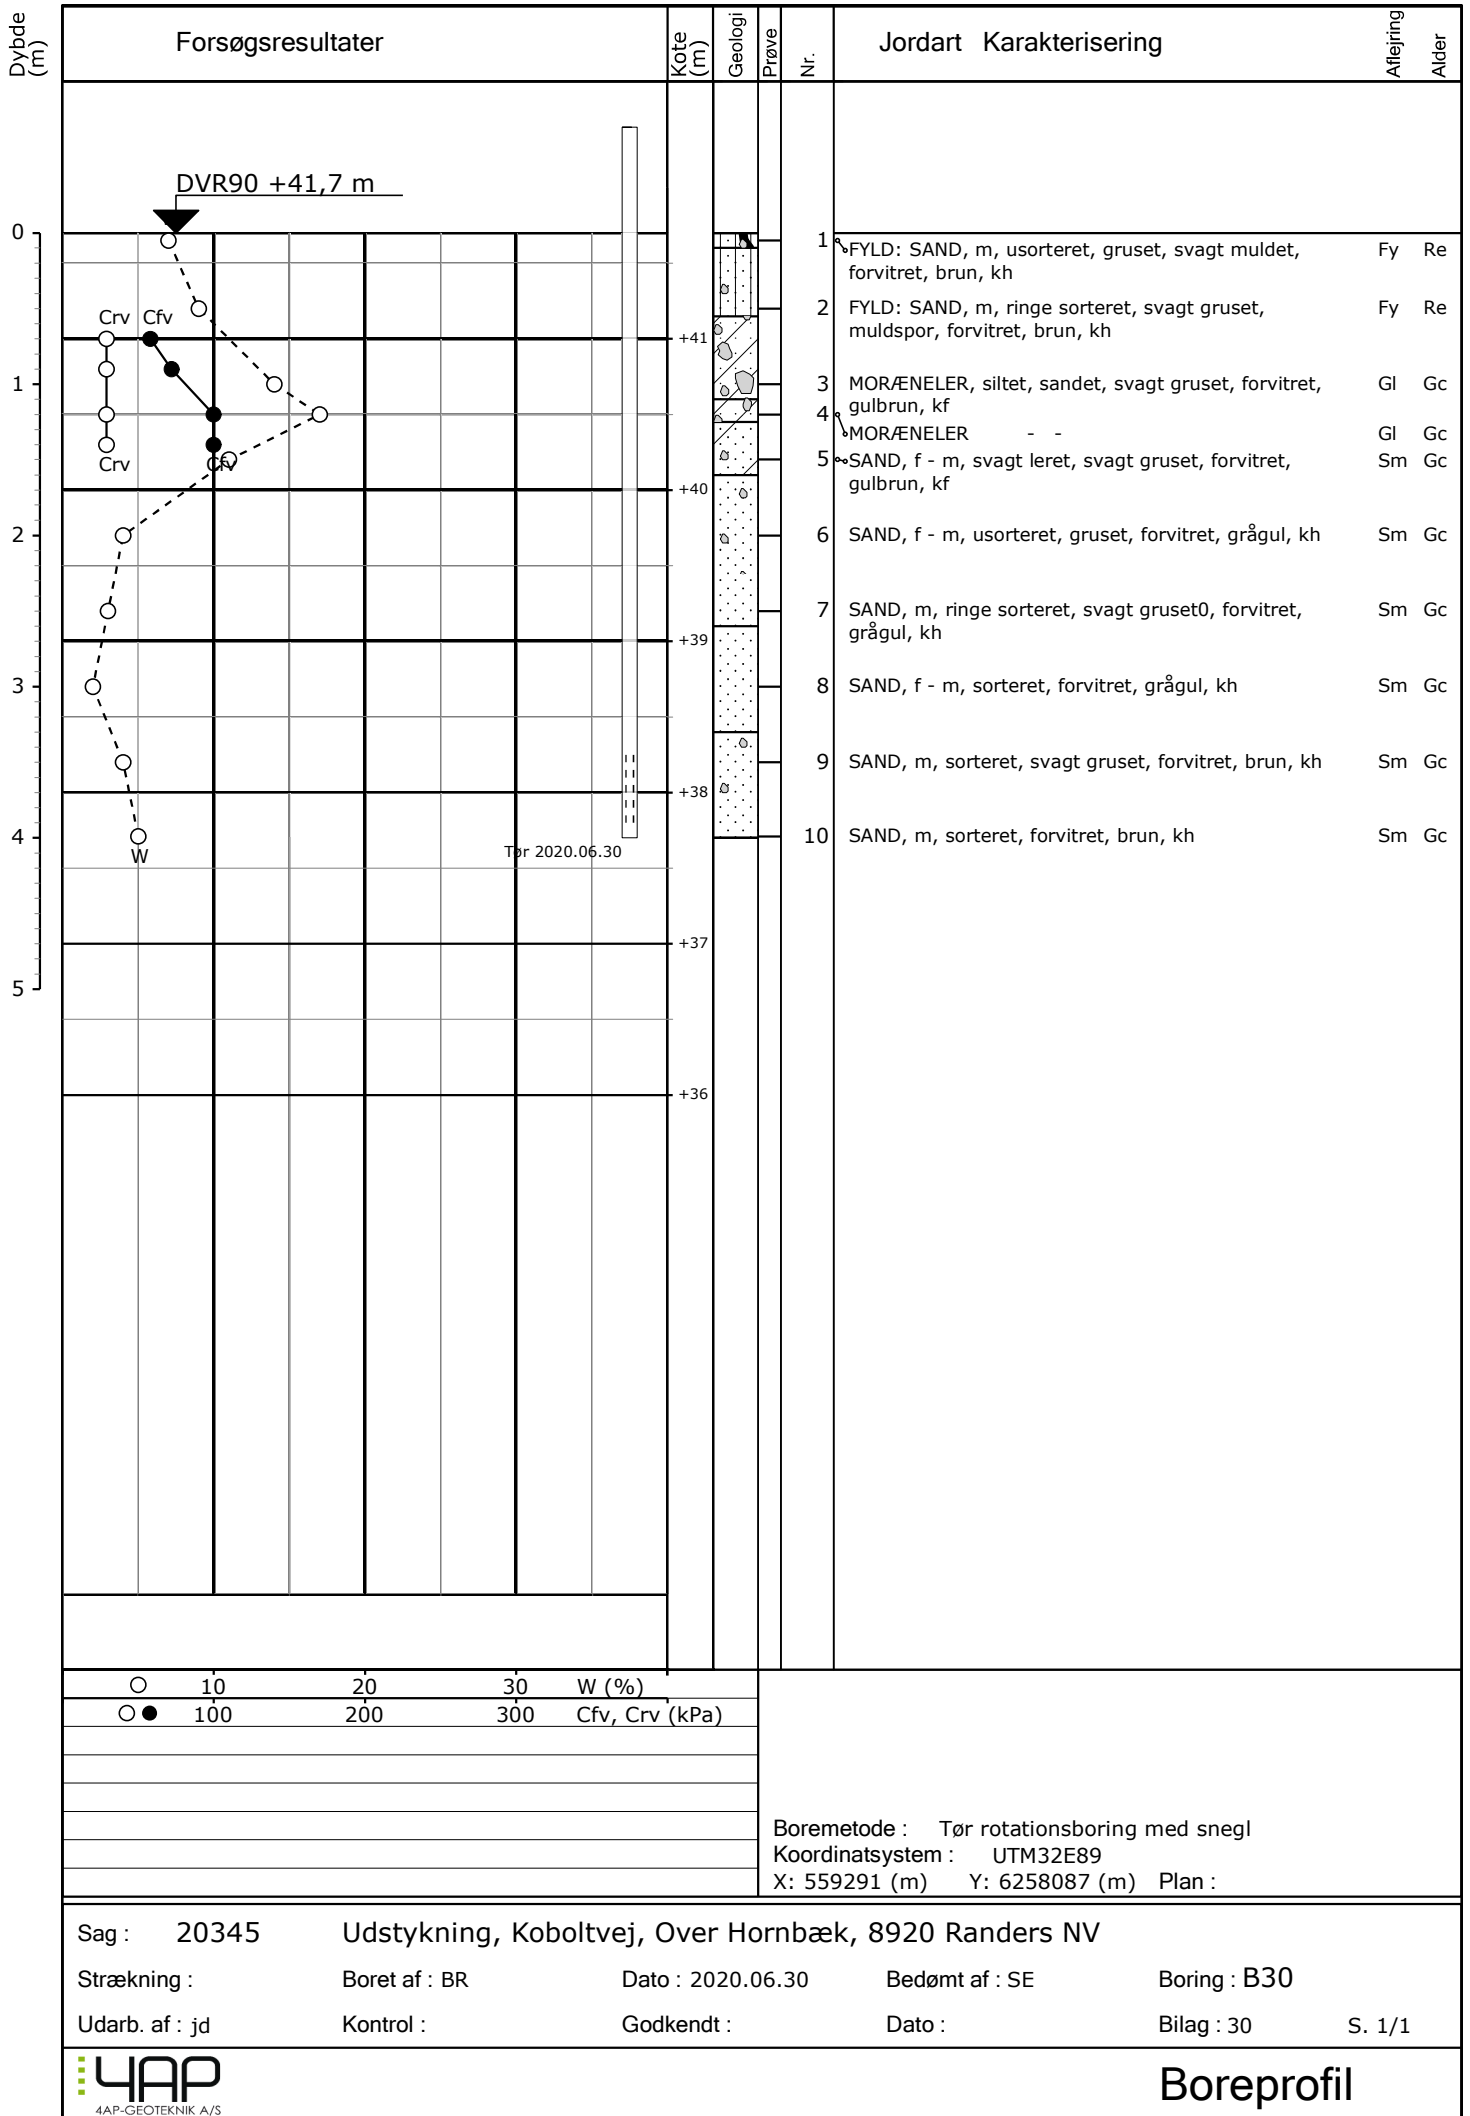 Dybde (m) Forsøgsresultater Kote (m) Geologi Prøve Nr. Jordart Karakterisering Aflejring Alder
DVR90 +41,7 m
0
1 FYLD: SAND, m, usorteret, gruset, svagt muldet, Fy Re
forvitret, brun, kh
2 FYLD: SAND, m, ringe sorteret, svagt gruset, Fy Re
muldspor, forvitret, brun, kh
Crv Cfv
+41
1
3 MORÆNELER, siltet, sandet, svagt gruset, forvitret, Gl Gc
gulbrun, kf
4 MORÆNELER - - Gl Gc
Crv Cfv
5 SAND, f - m, svagt leret, svagt gruset, forvitret, Sm Gc
gulbrun, kf
+40
2
6 SAND, f - m, usorteret, gruset, forvitret, grågul, kh Sm Gc
7 SAND, m, ringe sorteret, svagt gruset0, forvitret, Sm Gc
grågul, kh
+39
3
8 SAND, f - m, sorteret, forvitret, grågul, kh Sm Gc
9 SAND, m, sorteret, svagt gruset, forvitret, brun, kh Sm Gc
+38
4
10 SAND, m, sorteret, forvitret, brun, kh Sm Gc
W
Tør 2020.06.30
+37
5
+36
10 20 30 W (%)
100 200 300 Cfv, Crv (kPa)
Boremetode : Tør rotationsboring med snegl
Koordinatsystem : UTM32E89
X: 559291 (m) Y: 6258087 (m) Plan :
Sag : 20345 Udstykning, Koboltvej, Over Hornbæk, 8920 Randers NV
Strækning : Boret af : BR Dato : 2020.06.30 Bedømt af : SE Boring : B30
Udarb. af : jd Kontrol : Godkendt : Dato : Bilag : 30 S. 1/1
4AP
4AP-GEOTEKNIK A/S
Boreprofil